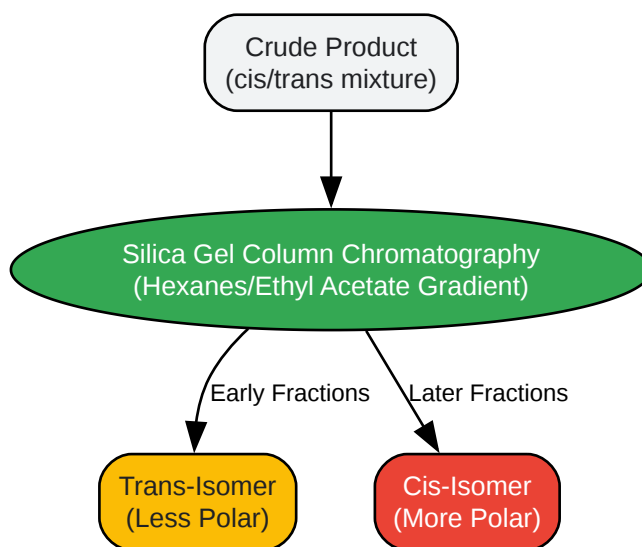 Crude Product
(cis/trans mixture)
Silica Gel Column Chromatography
(Hexanes/Ethyl Acetate Gradient)
Early Fractions
Later Fractions
Trans-Isomer
(Less Polar)
Cis-Isomer
(More Polar)